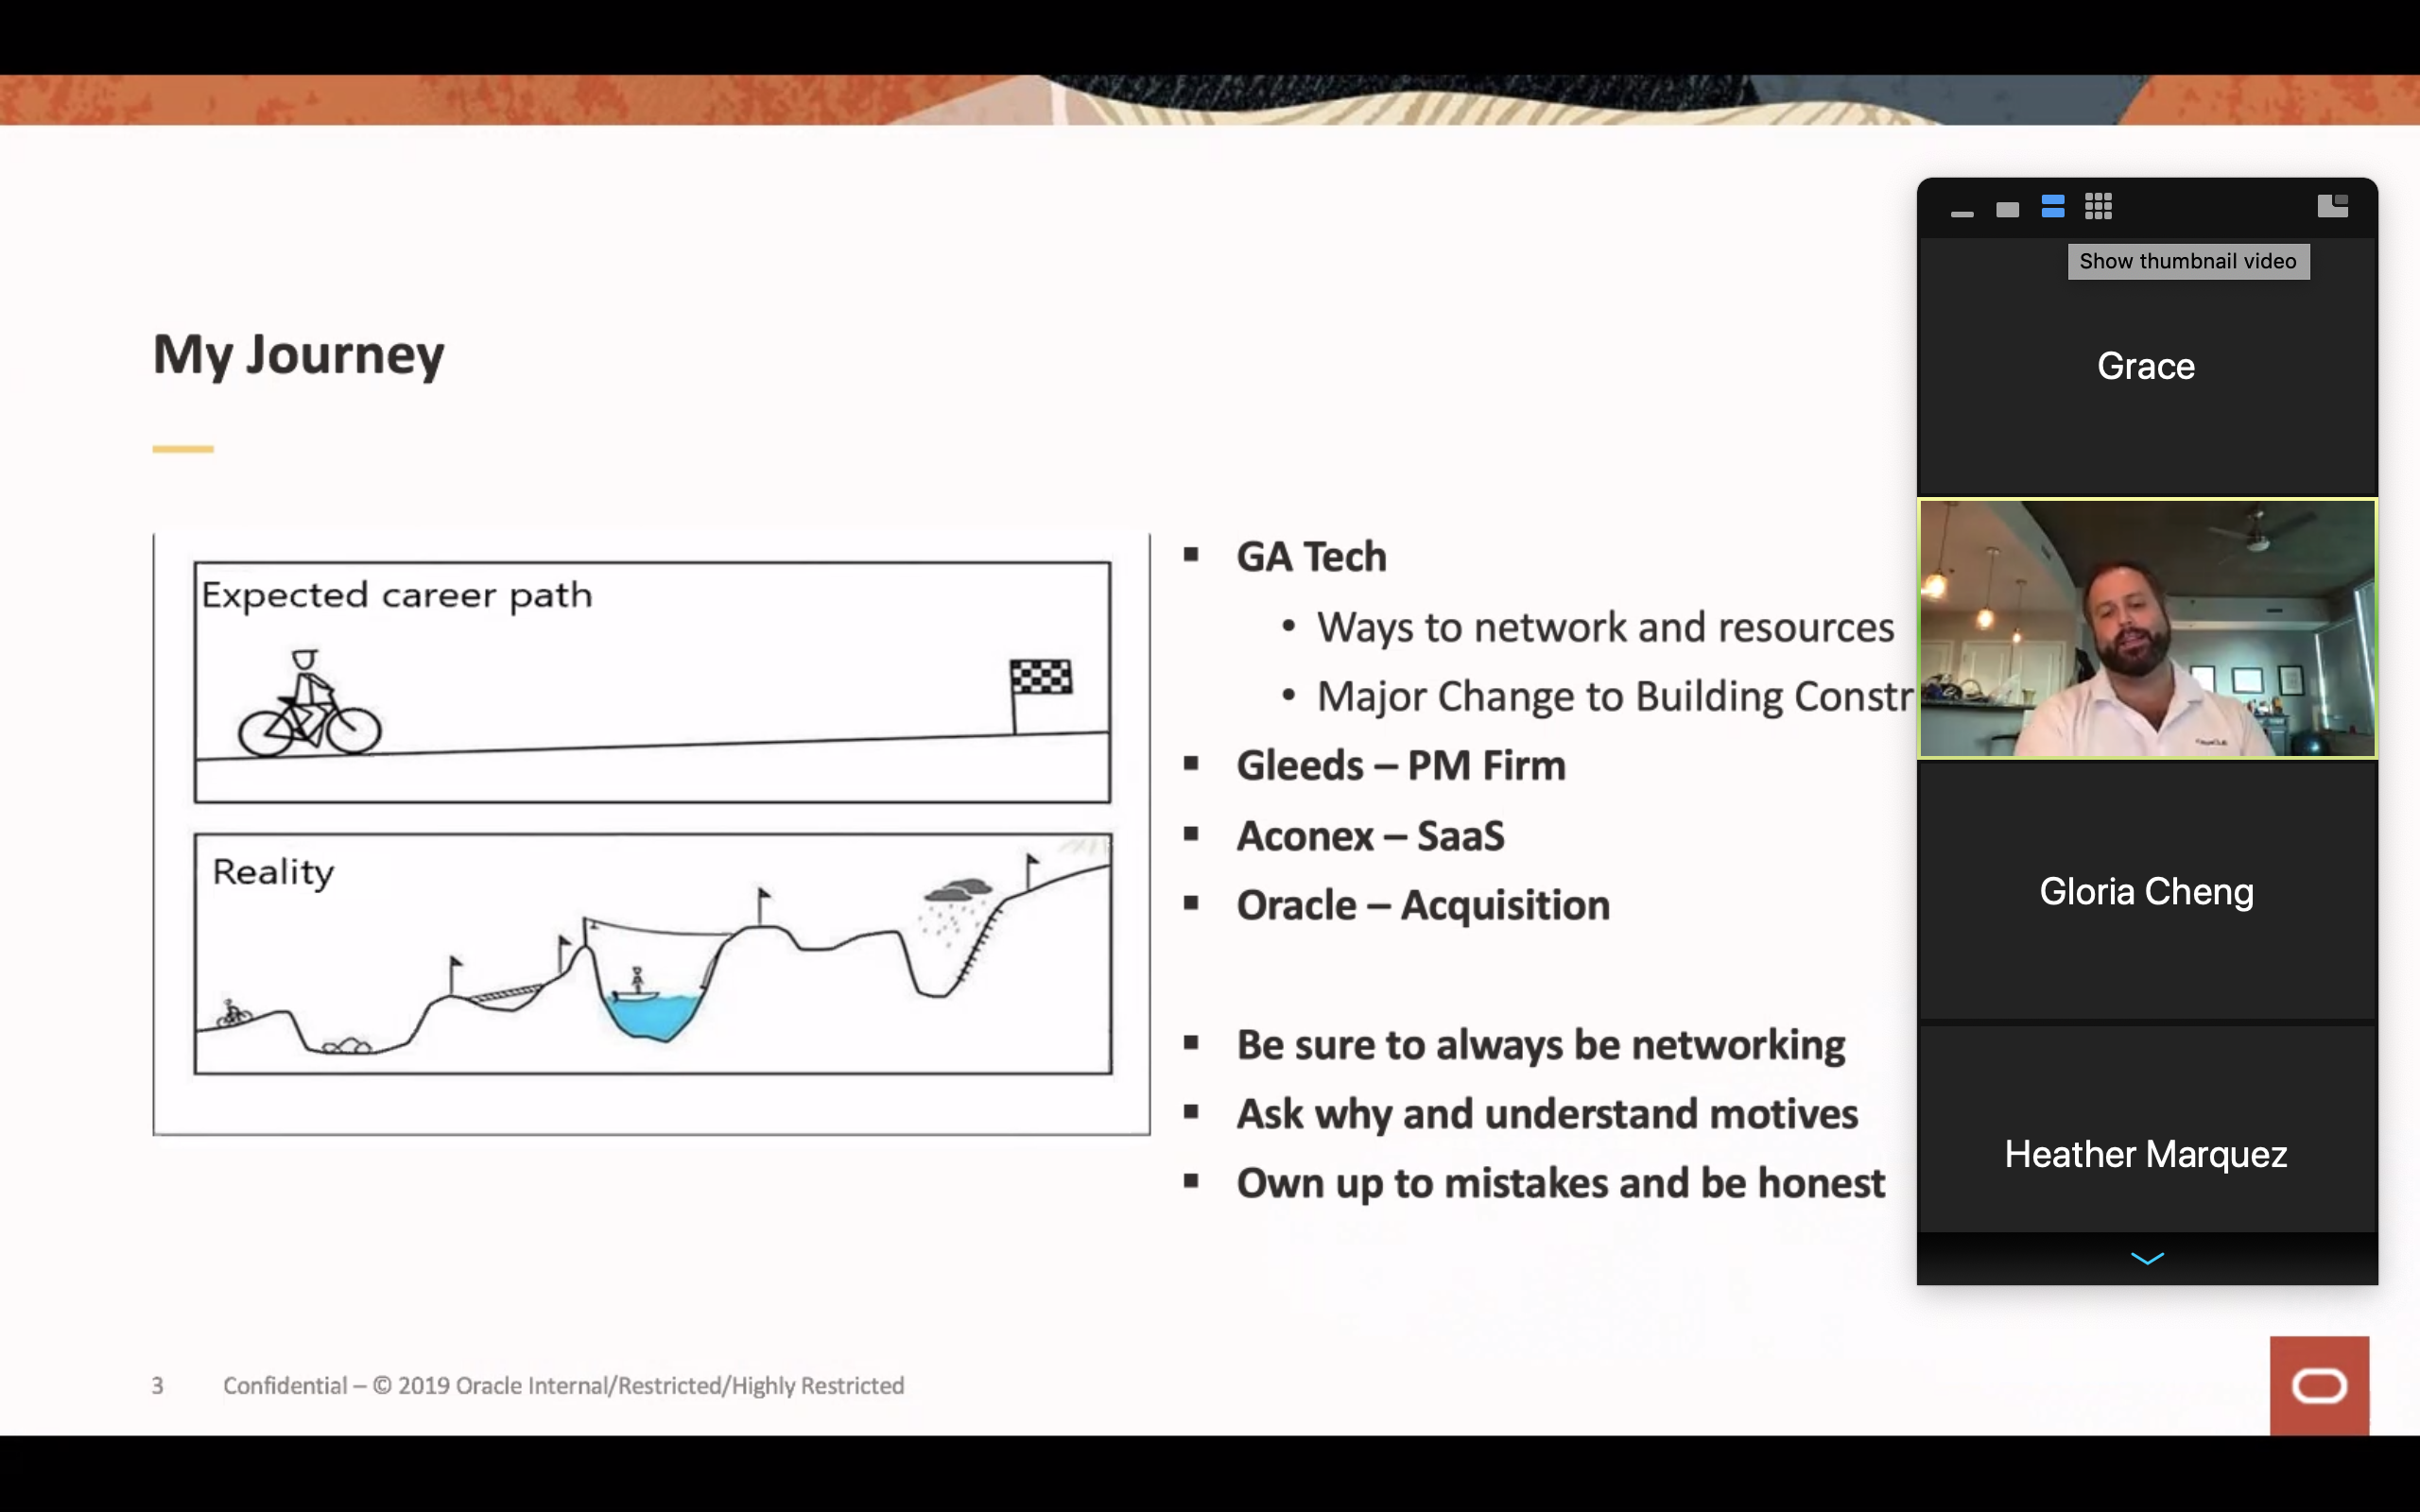 My Journey
Expected career path
Reality
GA Tech
Ways to network and resources
Major Change to Building Constr
Gleeds – PM Firm
Aconex – SaaS
Oracle – Acquisition
Be sure to always be networking
Ask why and understand motives
Own up to mistakes and be honest
Show thumbnail video
Grace
ORACLE
Gloria Cheng
Heather Marquez
3 Confidential – © 2019 Oracle Internal/Restricted/Highly Restricted